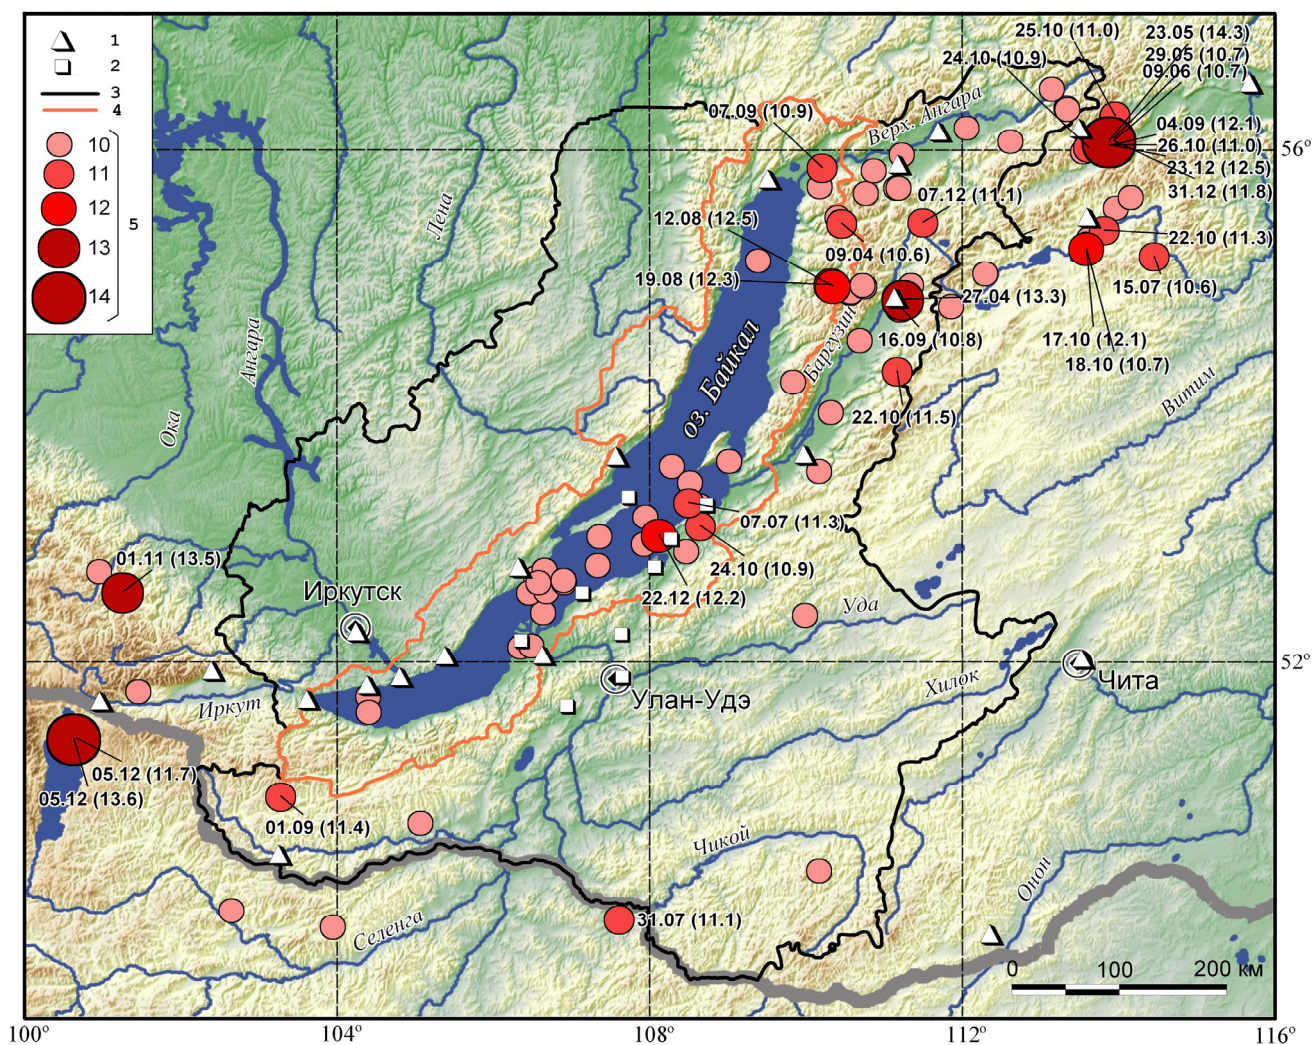 1
2
3
4
10
11
12
13
14
5
25.10 (11.0)
24.10 (10.9)
23.05 (14.3)
29.05 (10.7)
09.06 (10.7)
04.09 (12.1)
26.10 (11.0)
23.12 (12.5)
31.12 (11.8)
07.09 (10.9)
Верх. Ангара
56°
Лена
12.08 (12.5)
07.12 (11.1)
09.04 (10.6)
22.10 (11.3)
19.08 (12.3)
27.04 (13.3)
15.07 (10.6)
16.09 (10.8)
17.10 (12.1)
18.10 (10.7)
Ангара
оз. Байкал
Баргузин
Ока
22.10 (11.5)
Витим
07.07 (11.3)
01.11 (13.5)
24.10 (10.9)
22.12 (12.2)
Иркутск
Уда
52°
Иркут
Улан-Удэ
Хилок
Чита
05.12 (11.7)
05.12 (13.6)
01.09 (11.4)
Чикой
Онон
Селенга
31.07 (11.1)
0 100 200 км
100° 104° 108° 112° 116°